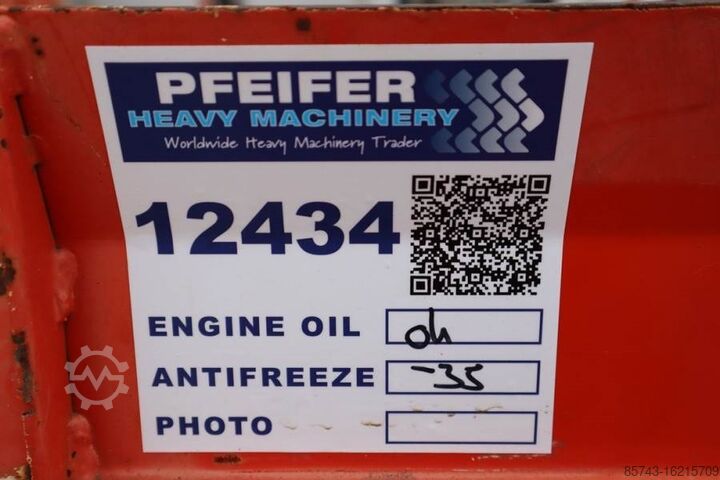 PFEIFER
HEAVY MACHINERY
Worldwide Heavy Machinery Trader
12434
ENGINE OIL ok
ANTIFREEZE -35
PHOTO
85743-16215709